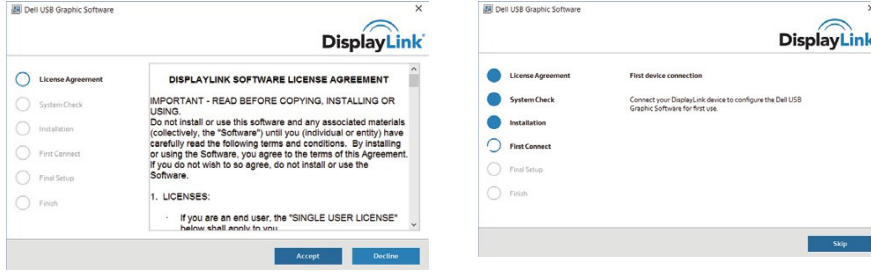 Dell USB Graphic Software
DisplayLink
License Agreement
System Check
Installation
First Connect
Final Setup
Finish
DISPLAYLINK SOFTWARE LICENSE AGREEMENT
IMPORTANT - READ BEFORE COPYING, INSTALLING OR
USING.
Do not install or use this software and any associated materials
(collectively, the "Software") until you (individual or entity) have
carefully read the following terms and conditions. By installing
or using the Software, you agree to the terms of this Agreement.
If you do not wish to so agree, do not install or use the
Software.
1. LICENSES:
· If you are an end user, the "SINGLE USER LICENSE"
below shall apply to you
Accept
Decline
Dell USB Graphic Software
DisplayLink
License Agreement
System Check
Installation
First Connect
Final Setup
Finish
First device connection
Connect your DisplayLink device to configure the Dell USB
Graphic Software for first use.
Skip